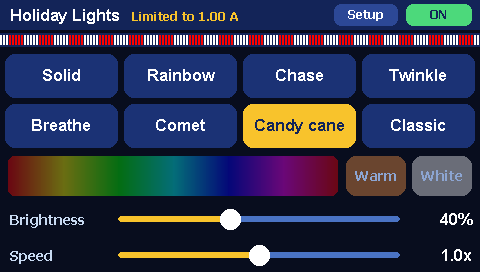 Holiday Lights Limited to 1.00 A Setup ON
Solid Rainbow Chase Twinkle
Breathe Comet Candy cane Classic
Warm White
Brightness 40%
Speed 1.0x